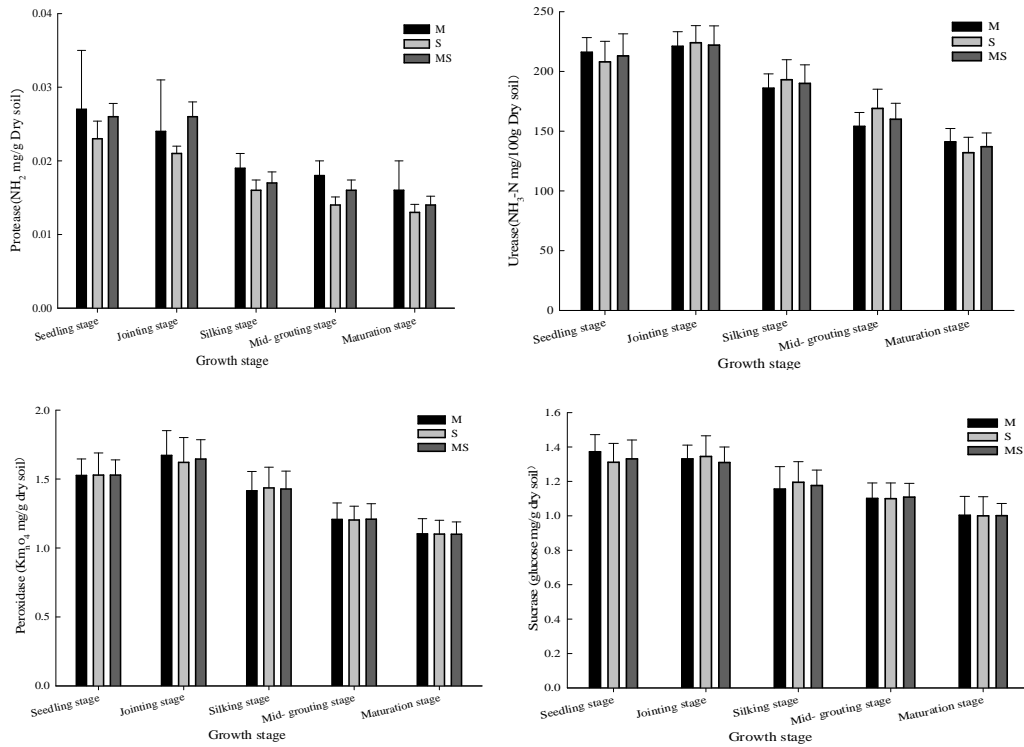 0.04
0.03
0.02
0.01
0.00
Protease(NH2 mg/g Dry soil)
M
S
MS
Seedling stage
Jointing stage
Silking stage
Mid- grouting stage
Maturation stage
Growth stage
250
200
150
100
50
0
Urease(NH3-N mg/100g Dry soil)
M
S
MS
Seedling stage
Jointing stage
Silking stage
Mid- grouting stage
Maturation stage
Growth stage
2.0
1.5
1.0
0.5
0.0
Peroxidase (Kmno4 mg/g dry soil)
M
S
MS
Seedling stage
Jointing stage
Silking stage
Mid- grouting stage
Maturation stage
Growth stage
1.6
1.4
1.2
1.0
0.8
0.6
0.4
0.2
0.0
Sucrase (glucose mg/g dry soil)
M
S
MS
Seedling stage
Jointing stage
Silking stage
Mid- grouting stage
Maturation stage
Growth stage